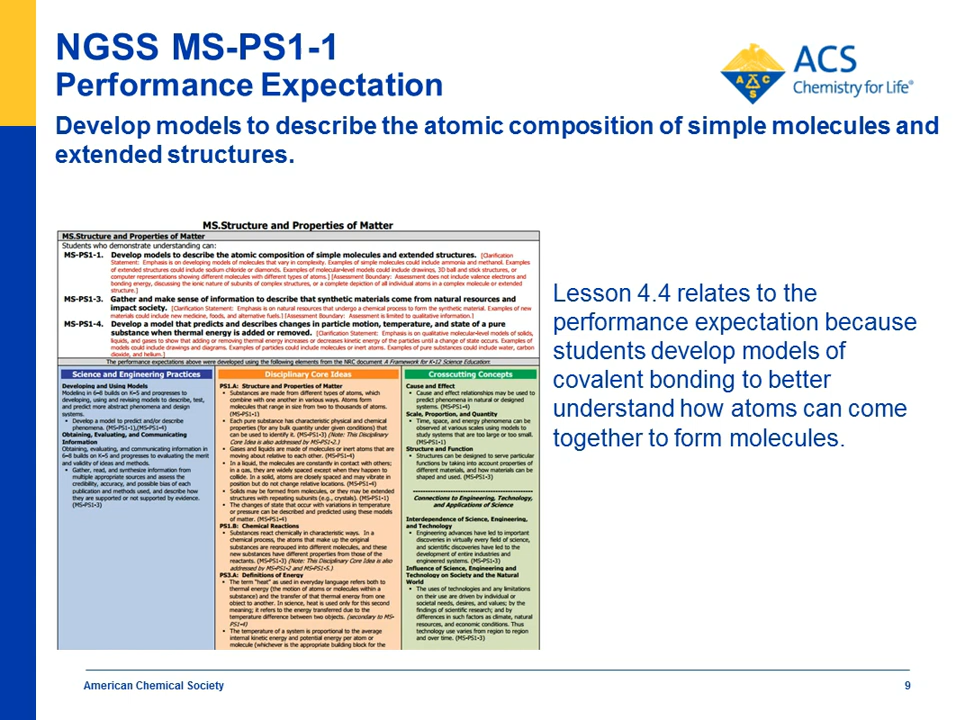 NGSS MS-PS1-1
Performance Expectation
ACS
Chemistry for Life®
A C S
Develop models to describe the atomic composition of simple molecules and
extended structures.
MS.Structure and Properties of Matter
MS.Structure and Properties of Matter
Students who demonstrate understanding can:
MS-PS1-1. Develop models to describe the atomic composition of simple molecules and extended structures. [Clarification
Statement: Emphasis is on developing models of molecules that vary in complexity. Examples of simple molecules could include ammonia and methanol. Examples
of extended structures could include sodium chloride or diamonds. Examples of molecular-level models could include drawings, 3D ball and stick structures, or
computer representations showing different molecules with different types of atoms.] [Assessment Boundary: Assessment does not include valence electrons and
bonding energy, discussing the ionic nature of subunits of complex structures, or a complete depiction of all individual atoms in a complex molecule or extended
structure.]
MS-PS1-3. Gather and make sense of information to describe that synthetic materials come from natural resources and
impact society. [Clarification Statement: Emphasis is on natural resources that undergo a chemical process to form the synthetic material. Examples of new
materials could include new medicine, foods, and alternative fuels.] [Assessment Boundary: Assessment is limited to qualitative information.]
MS-PS1-4. Develop a model that predicts and describes changes in particle motion, temperature, and state of a pure
substance when thermal energy is added or removed. [Clarification Statement: Emphasis is on qualitative molecular-level models of solids,
liquids, and gases to show that adding or removing thermal energy increases or decreases kinetic energy of the particles until a change of state occurs. Examples of
models could include drawings and diagrams. Examples of particles could include molecules or inert atoms. Examples of pure substances could include water, carbon
dioxide, and helium.]
The performance expectations above were developed using the following elements from the NRC document A Framework for K-12 Science Education:
Science and Engineering Practices
Developing and Using Models
Modeling in 6–8 builds on K–5 and progresses to
developing, using and revising models to describe, test,
and predict more abstract phenomena and design
systems.
• Develop a model to predict and/or describe
phenomena. (MS-PS1-1),(MS-PS1-4)
Obtaining, Evaluating, and Communicating
Information
Obtaining, evaluating, and communicating information in
6–8 builds on K–5 and progresses to evaluating the merit
and validity of ideas and methods.
• Gather, read, and synthesize information from
multiple appropriate sources and assess the
credibility, accuracy, and possible bias of each
publication and methods used, and describe how
they are supported or not supported by evidence.
(MS-PS1-3)
Disciplinary Core Ideas
PS1.A: Structure and Properties of Matter
• Substances are made from different types of atoms, which
combine with one another in various ways. Atoms form
molecules that range in size from two to thousands of atoms.
(MS-PS1-1)
• Each pure substance has characteristic physical and chemical
properties (for any bulk quantity under given conditions) that
can be used to identify it. (MS-PS1-3) (Note: This Disciplinary
Core Idea is also addressed by MS-PS1-2.)
• Gases and liquids are made of molecules or inert atoms that are
moving about relative to each other. (MS-PS1-4)
• In a liquid, the molecules are constantly in contact with others;
in a gas, they are widely spaced except when they happen to
collide. In a solid, atoms are closely spaced and may vibrate in
position but do not change relative locations. (MS-PS1-4)
• Solids may be formed from molecules, or they may be extended
structures with repeating subunits (e.g., crystals). (MS-PS1-1)
• The changes of state that occur with variations in temperature
or pressure can be described and predicted using these models
of matter. (MS-PS1-4)
PS1.B: Chemical Reactions
• Substances react chemically in characteristic ways. In a
chemical process, the atoms that make up the original
substances are regrouped into different molecules, and these
new substances have different properties from those of the
reactants. (MS-PS1-3) (Note: This Disciplinary Core Idea is also
addressed by MS-PS1-2 and MS-PS1-5.)
PS3.A: Definitions of Energy
• The term "heat" as used in everyday language refers both to
thermal energy (the motion of atoms or molecules within a
substance) and the transfer of that thermal energy from one
object to another. In science, heat is used only for this second
meaning; it refers to the energy transferred due to the
temperature difference between two objects. (secondary to MS-
PS1-4)
• The temperature of a system is proportional to the average
internal kinetic energy and potential energy per atom or
molecule (whichever is the appropriate building block for the
Crosscutting Concepts
Cause and Effect
• Cause and effect relationships may be used to
predict phenomena in natural or designed
systems. (MS-PS1-4)
Scale, Proportion, and Quantity
• Time, space, and energy phenomena can be
observed at various scales using models to
study systems that are too large or too small.
(MS-PS1-1)
Structure and Function
• Structures can be designed to serve particular
functions by taking into account properties of
different materials, and how materials can be
shaped and used. (MS-PS1-3)
Connections to Engineering, Technology,
and Applications of Science
Interdependence of Science, Engineering,
and Technology
• Engineering advances have led to important
discoveries in virtually every field of science,
and scientific discoveries have led to the
development of entire industries and
engineered systems. (MS-PS1-3)
Influence of Science, Engineering and
Technology on Society and the Natural
World
• The uses of technologies and any limitations
on their use are driven by individual or
societal needs, desires, and values; by the
findings of scientific research; and by
differences in such factors as climate, natural
resources, and economic conditions. Thus
technology use varies from region to region
and over time. (MS-PS1-3)
Lesson 4.4 relates to the
performance expectation because
students develop models of
covalent bonding to better
understand how atoms can come
together to form molecules.
American Chemical Society
9